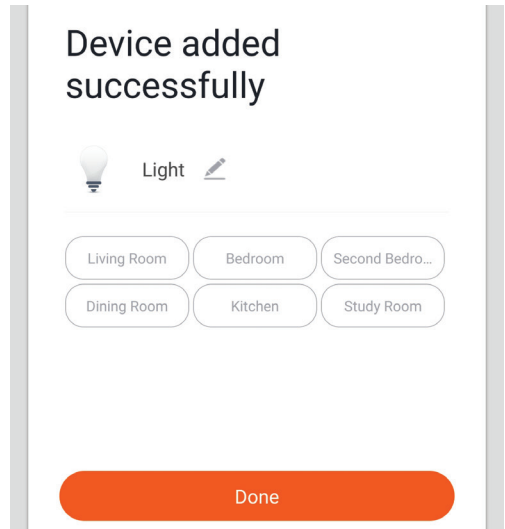 Device added
successfully
Light
Living Room
Bedroom
Second Bedro...
Dining Room
Kitchen
Study Room
Done